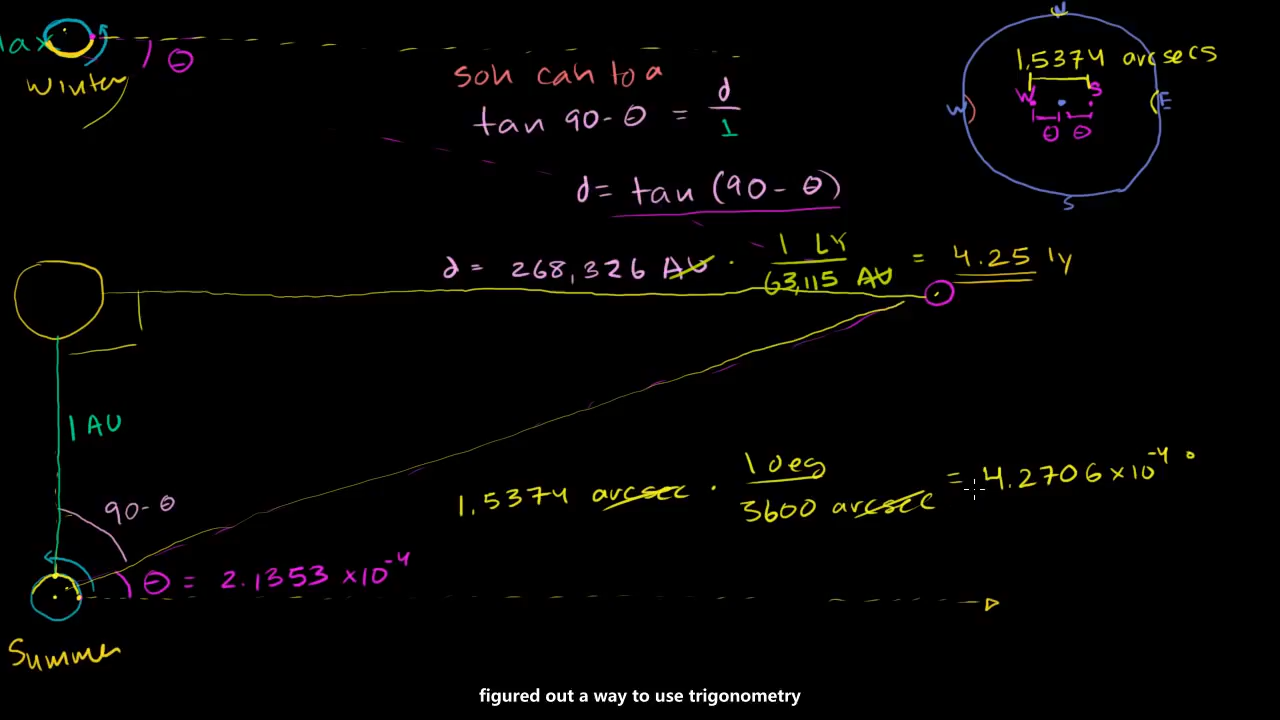 lax
Winter
θ
soh cah toa
tan 90-θ = d/1
d= tan (90- θ)
d= 268,326 AU · 1 LY/63,115 AU = 4.25 ly
N
1.5374 arcsecs
W W S E
θ θ
S
1 AU
90-θ
1.5374 arcsec · 1 deg/3600 arcsec = 4.2706 ×10⁻⁴ °
θ = 2.1353 ×10⁻⁴
Summer
figured out a way to use trigonometry